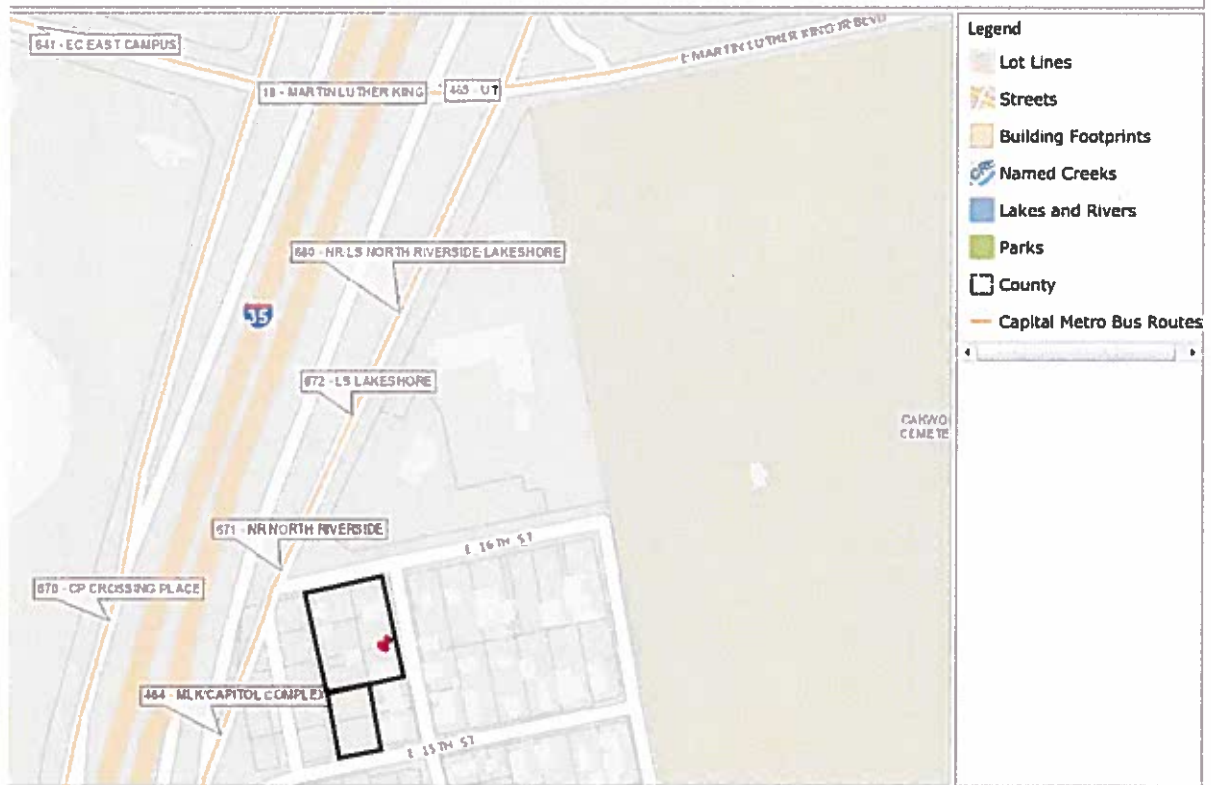 641 - EC EAST CAMPUS
18 - MARTIN LUTHER KING
465 - UT
E MARTIN LUTHER KING JR BLVD
680 - NR/LS NORTH RIVERSIDE/LAKESHORE
35
672 - LS LAKESHORE
OAKWO
CEMETE
671 - NR NORTH RIVERSIDE
E 16TH ST
670 - CP CROSSING PLACE
464 - MLK/CAPITOL COMPLEX
E 15TH ST
Legend
Lot Lines
Streets
Building Footprints
Named Creeks
Lakes and Rivers
Parks
County
Capital Metro Bus Routes